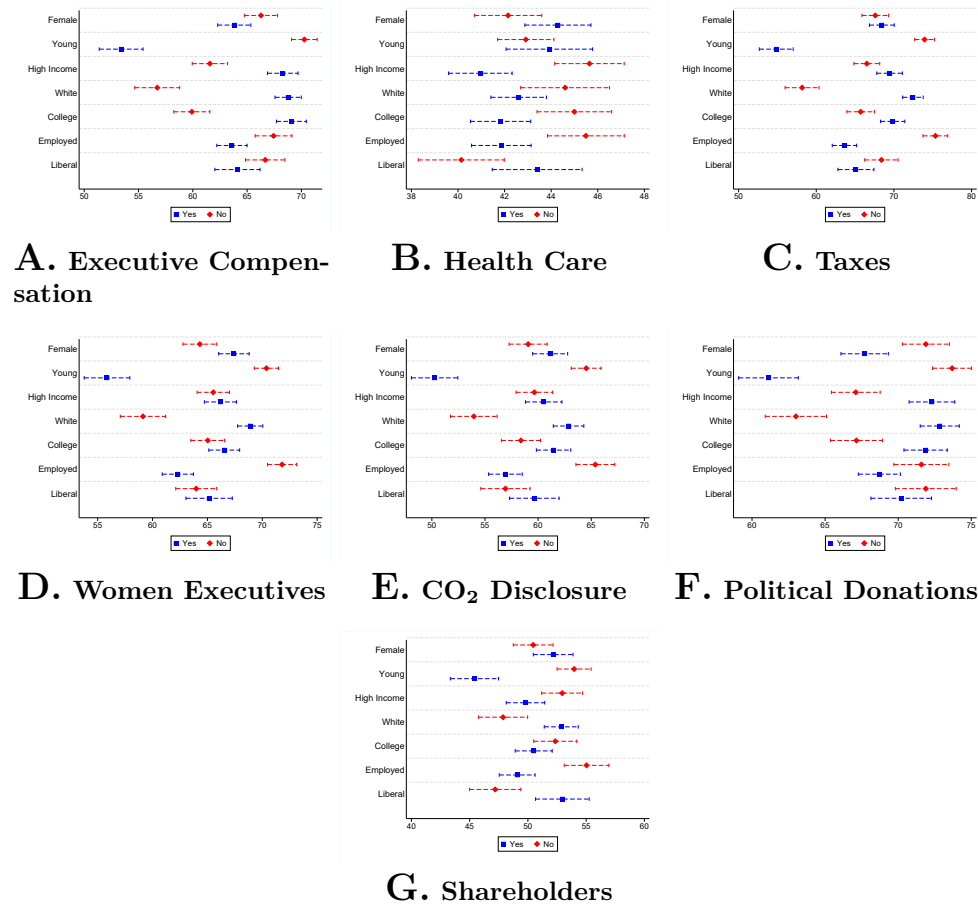 Female
Young
High Income
White
College
Employed
Liberal
50 55 60 65 70
Yes No
A. Executive Compen-
sation
Female
Young
High Income
White
College
Employed
Liberal
38 40 42 44 46 48
Yes No
B. Health Care
Female
Young
High Income
White
College
Employed
Liberal
50 60 70 80
Yes No
C. Taxes
Female
Young
High Income
White
College
Employed
Liberal
55 60 65 70 75
Yes No
D. Women Executives
Female
Young
High Income
White
College
Employed
Liberal
50 55 60 65 70
Yes No
E. CO₂ Disclosure
Female
Young
High Income
White
College
Employed
Liberal
60 65 70 75
Yes No
F. Political Donations
Female
Young
High Income
White
College
Employed
Liberal
40 45 50 55 60
Yes No
G. Shareholders